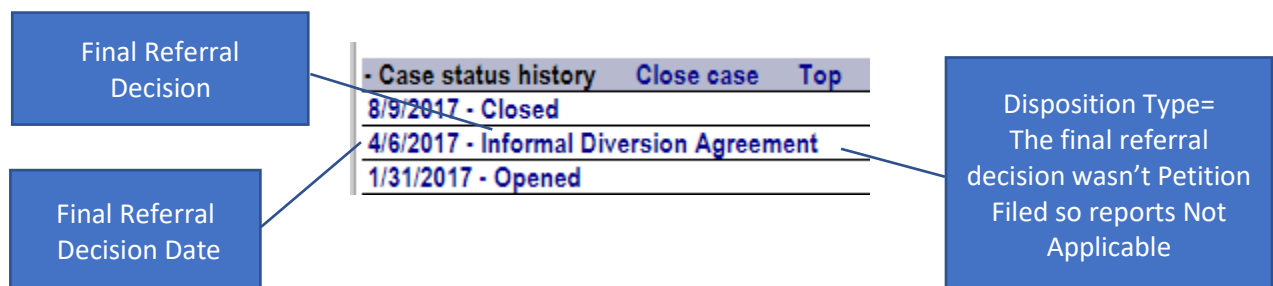 Final Referral
Decision
- Case status history Close case Top
8/9/2017 - Closed
4/6/2017 - Informal Diversion Agreement
1/31/2017 - Opened
Final Referral
Decision Date
Disposition Type=
The final referral
decision wasn’t Petition
Filed so reports Not
Applicable